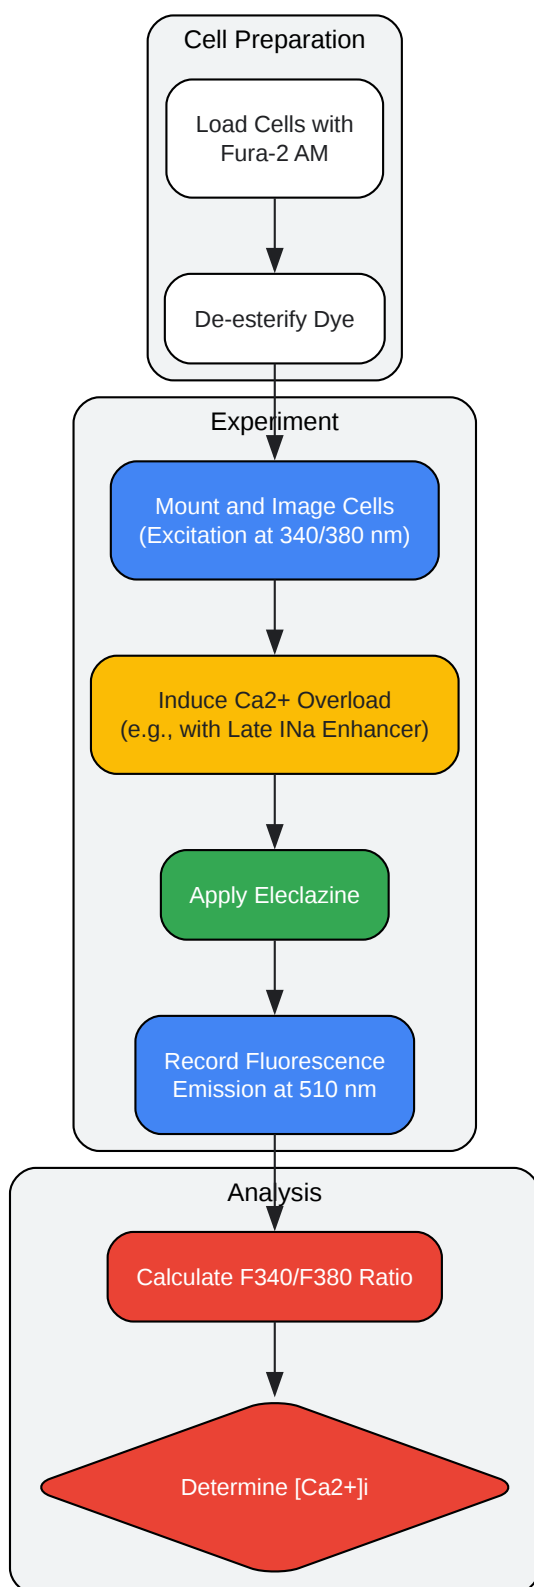 Cell Preparation
Load Cells with
Fura-2 AM
De-esterify Dye
Experiment
Mount and Image Cells
(Excitation at 340/380 nm)
Induce Ca2+ Overload
(e.g., with Late INa Enhancer)
Apply Eleclazine
Record Fluorescence
Emission at 510 nm
Analysis
Calculate F340/F380 Ratio
Determine [Ca2+]i